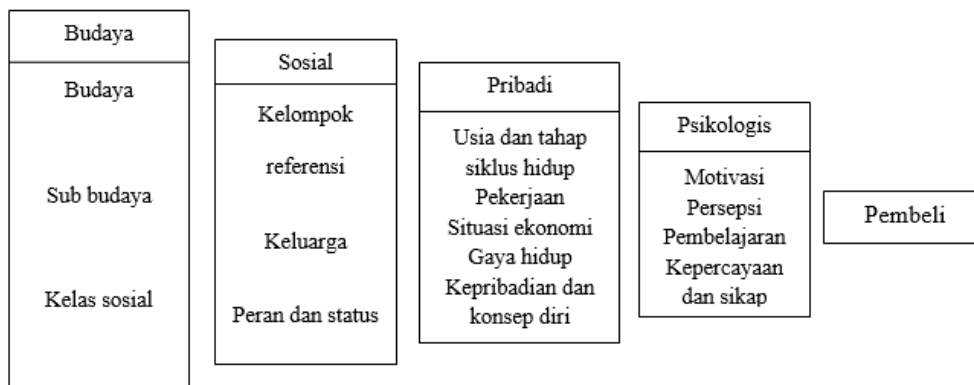 Budaya
Budaya
Sub budaya
Kelas sosial
Sosial
Kelompok
referensi
Keluarga
Peran dan status
Pribadi
Usia dan tahap
siklus hidup
Pekerjaan
Situasi ekonomi
Gaya hidup
Kepribadian dan
konsep diri
Psikologis
Motivasi
Persepsi
Pembelajaran
Kepercayaan
dan sikap
Pembeli